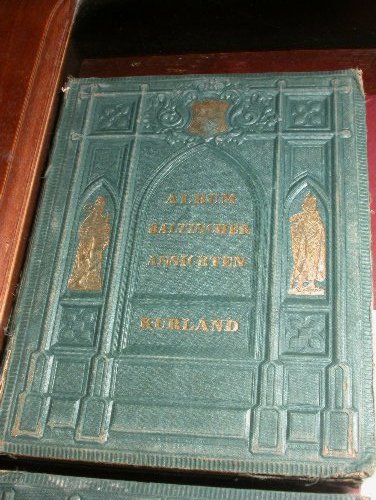 ALBUM
BALTISCHER
ANSICHTEN
KURLAND